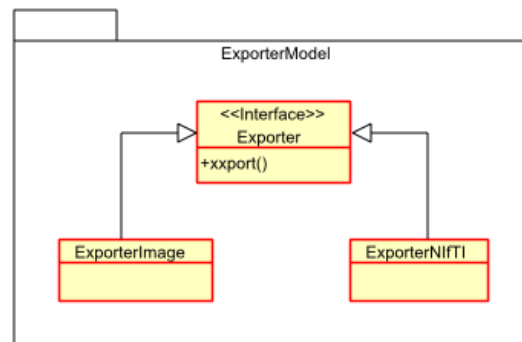 ExporterModel
<<Interface>>
Exporter
+xxport()
ExporterImage
ExporterNIfTI